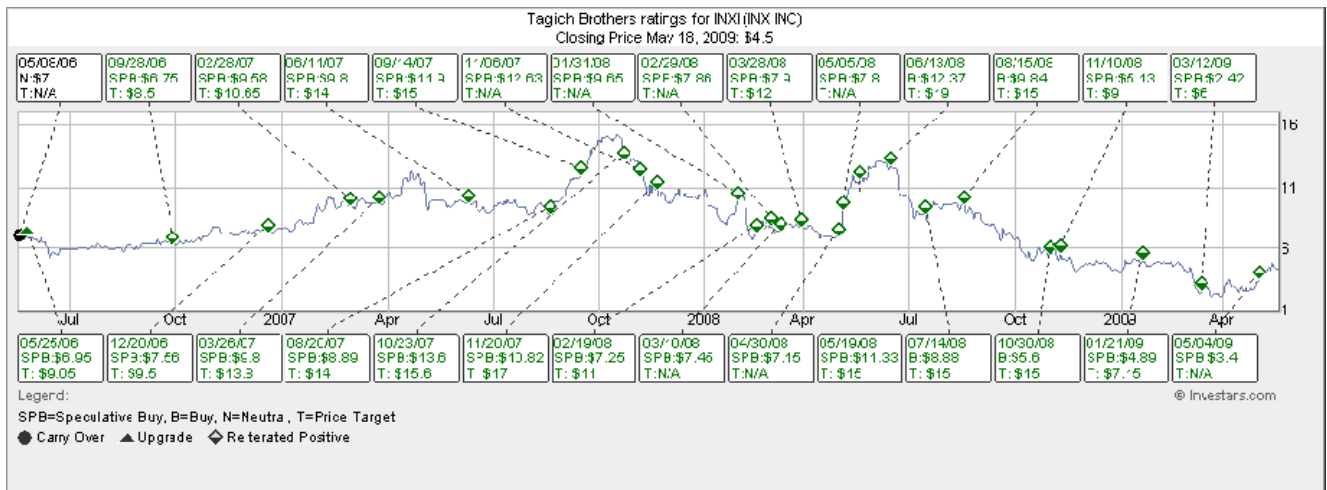 Tagich Brothers ratings for INXI (INX INC)
Closing Price May 18, 2009: $4.5
05/08/06
N:$7
T:N/A
09/28/06
SPB:$6.75
T: $8.5
02/28/07
SPB:$9.58
T: $10.65
06/11/07
SPB:$9.8
T: $14
09/14/07
SPB:$11.9
T: $15
11/06/07
SPB:$12.63
T:N/A
01/31/08
SPB:$9.65
T:N/A
02/29/08
SPB:$7.86
T:N/A
03/28/08
SPB:$7.9
T: $12
05/05/08
SPB:$7.8
T:N/A
06/13/08
B:$12.37
T: $19
08/15/08
B:$9.84
T: $15
11/10/08
SPB:$5.13
T: $9
03/12/09
SPB:$2.42
T: $6
16
11
6
1
Jul
Oct
2007
Apr
Jul
Oct
2008
Apr
Jul
Oct
2009
Apr
05/25/06
SPB:$6.95
T: $9.05
12/20/06
SPB:$7.56
T: $9.5
03/26/07
SPB:$9.8
T: $13.3
08/20/07
SPB:$8.89
T: $14
10/23/07
SPB:$13.6
T: $15.6
11/20/07
SPB:$10.82
T: $17
02/19/08
SPB:$7.25
T: $11
03/10/08
SPB:$7.45
T:N/A
04/30/08
SPB:$7.15
T:N/A
05/19/08
SPB:$11.33
T: $16
07/14/08
B:$8.88
T: $15
10/30/08
B:$5.6
T: $15
01/21/09
SPB:$4.89
T: $7.15
05/04/09
SPB:$3.4
T:N/A
Legend:
© Investars.com
SPB=Speculative Buy, B=Buy, N=Neutral, T=Price Target
Carry Over Upgrade Reiterated Positive